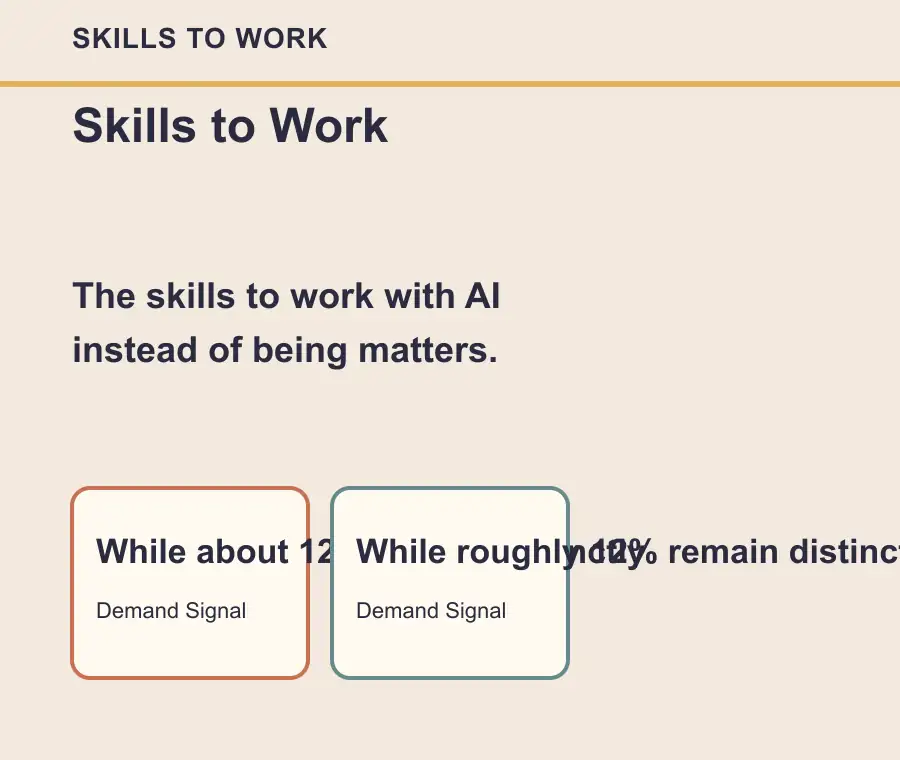 SKILLS TO WORK
Skills to Work
The skills to work with AI
instead of being matters.
While about 12
While roughly 12% remain distinct
Demand Signal
Demand Signal